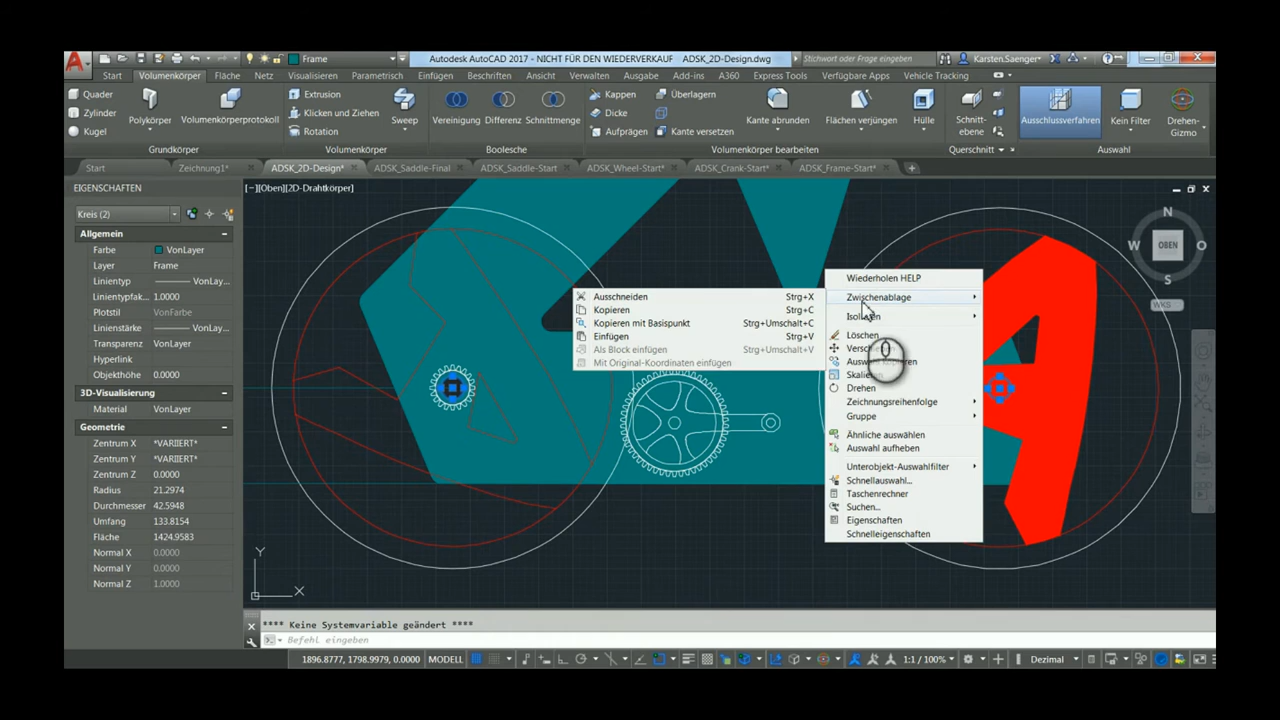 Frame
Autodesk AutoCAD 2017 - NICHT FÜR DEN WIEDERVERKAUF ADSK_2D-Design.dwg
Stichwort oder Frage eingeben
Karsten.Saenger...
Start Volumenkörper Fläche Netz Visualisieren Parametrisch Einfügen Beschriften Ansicht Verwalten Ausgabe Add-ins A360 Express Tools Verfügbare Apps Vehicle Tracking
Quader
Zylinder
Kugel
Polykörper
Volumenkörperprotokoll
Grundkörper
Extrusion
Klicken und Ziehen
Rotation
Sweep
Volumenkörper
Vereinigung Differenz Schnittmenge
Boolesche
Kappen
Dicke
Aufprägen
Überlagern
Kante versetzen
Kante abrunden
Flächen verjüngen
Hülle
Volumenkörper bearbeiten
Schnitt-
ebene
Querschnitt
Ausschlussverfahren
Kein Filter
Drehen-
Gizmo
Auswahl
Start Zeichnung1* ADSK_2D-Design* ADSK_Saddle-Final ADSK_Saddle-Start ADSK_Wheel-Start* ADSK_Crank-Start* ADSK_Frame-Start*
EIGENSCHAFTEN
Kreis (2)
Allgemein
Farbe VonLayer
Layer Frame
Linientyp VonLayer
Linientypfak... 1.0000
Plotstil VonFarbe
Linienstärke VonLayer
Transparenz VonLayer
Hyperlink
Objekthöhe 0.0000
3D-Visualisierung
Material VonLayer
Geometrie
Zentrum X *VARIIERT*
Zentrum Y *VARIIERT*
Zentrum Z 0.0000
Radius 21.2974
Durchmesser 42.5948
Umfang 133.8154
Fläche 1424.9583
Normal X 0.0000
Normal Y 0.0000
Normal Z 1.0000
[−][Oben][2D-Drahtkörper]
N
W OBEN O
S
WKS
Ausschneiden Strg+X
Kopieren Strg+C
Kopieren mit Basispunkt Strg+Umschalt+C
Einfügen Strg+V
Als Block einfügen Strg+Umschalt+V
Mit Original-Koordinaten einfügen
Wiederholen HELP
Zwischenablage
Löschen
Drehen
Zeichnungsreihenfolge
Gruppe
Ähnliche auswählen
Auswahl aufheben
Unterobjekt-Auswahlfilter
Schnellauswahl...
Taschenrechner
Suchen...
Eigenschaften
Schnelleigenschaften
Y
X
**** Keine Systemvariable geändert ****
Befehl eingeben
1896.8777, 1798.9979, 0.0000 MODELL 1:1 / 100% Dezimal